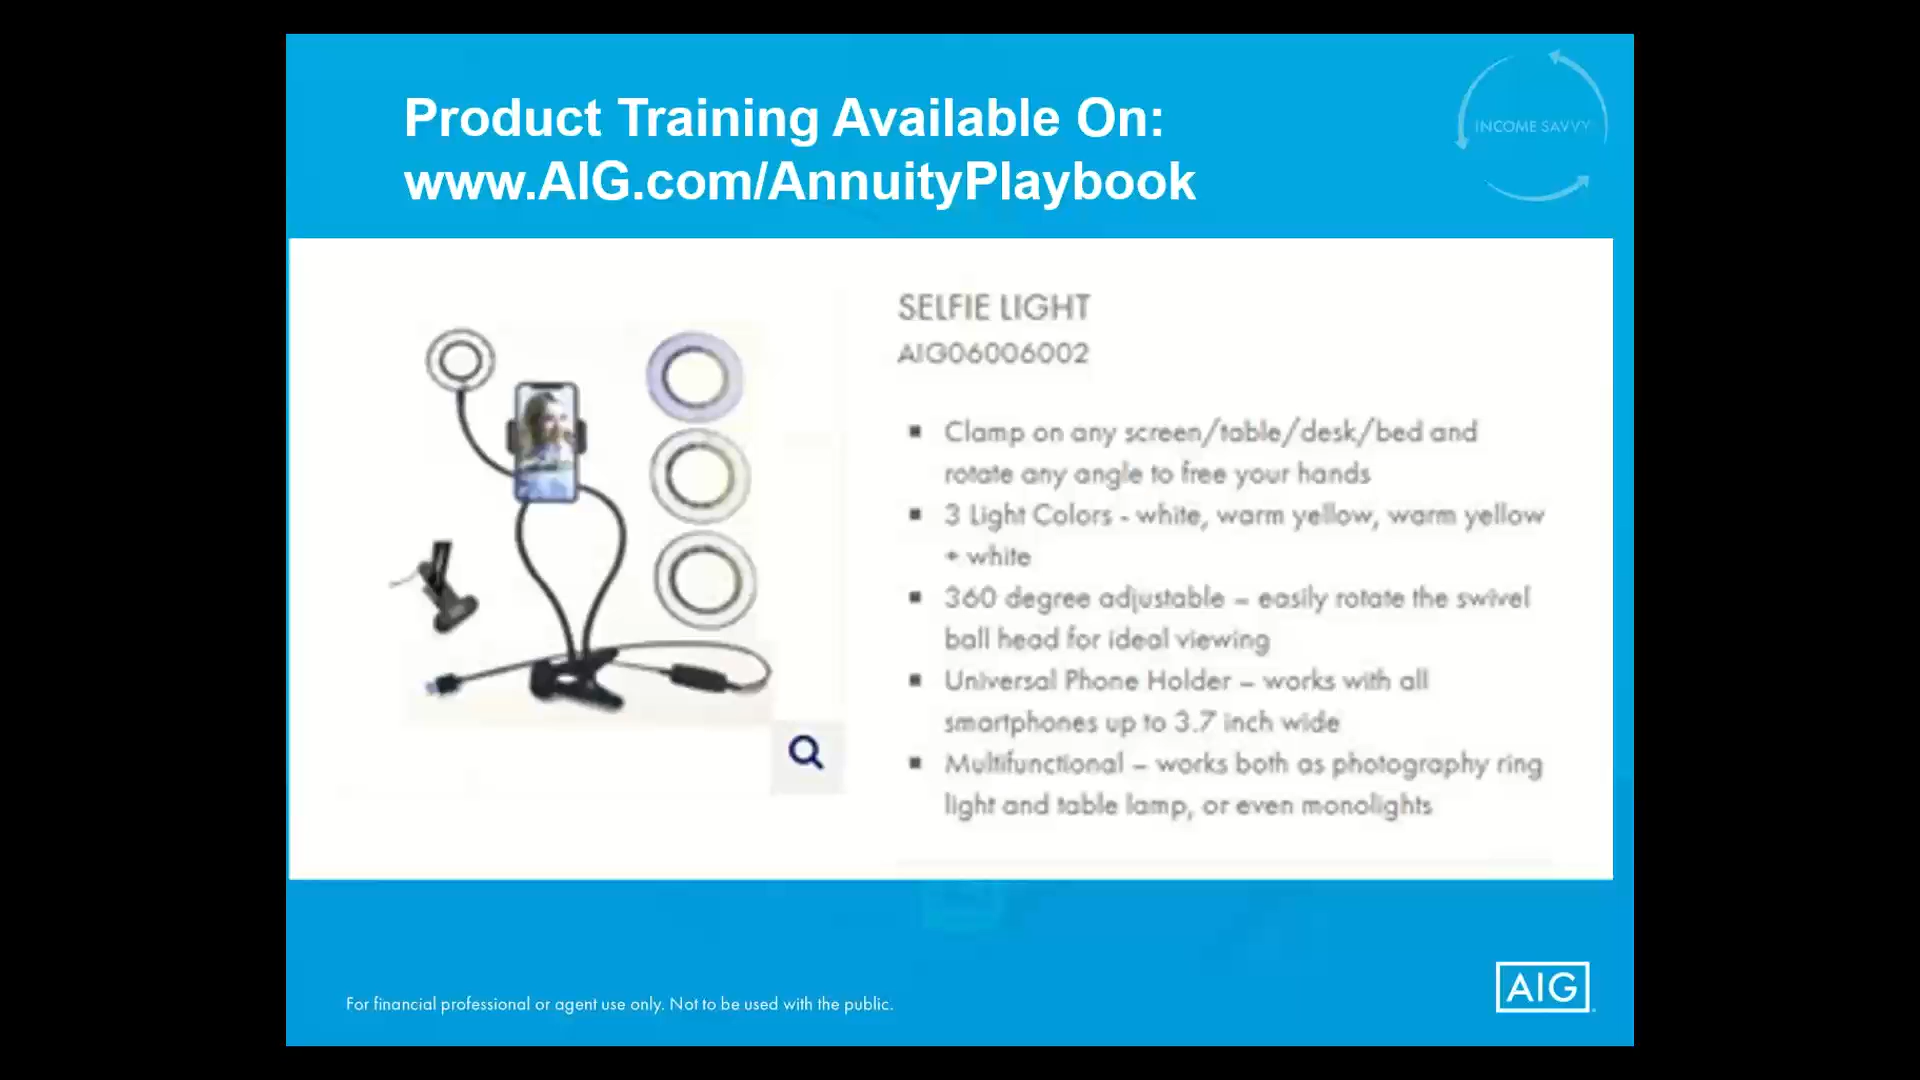 Product Training Available On:
www.AIG.com/AnnuityPlaybook
INCOME SAVVY
SELFIE LIGHT
AIG06006002
▪ Clamp on any screen/table/desk/bed and
rotate any angle to free your hands
▪ 3 Light Colors - white, warm yellow, warm yellow
+ white
▪ 360 degree adjustable – easily rotate the swivel
ball head for ideal viewing
▪ Universal Phone Holder – works with all
smartphones up to 3.7 inch wide
▪ Multifunctional – works both as photography ring
light and table lamp, or even monolights
For financial professional or agent use only. Not to be used with the public.
AIG